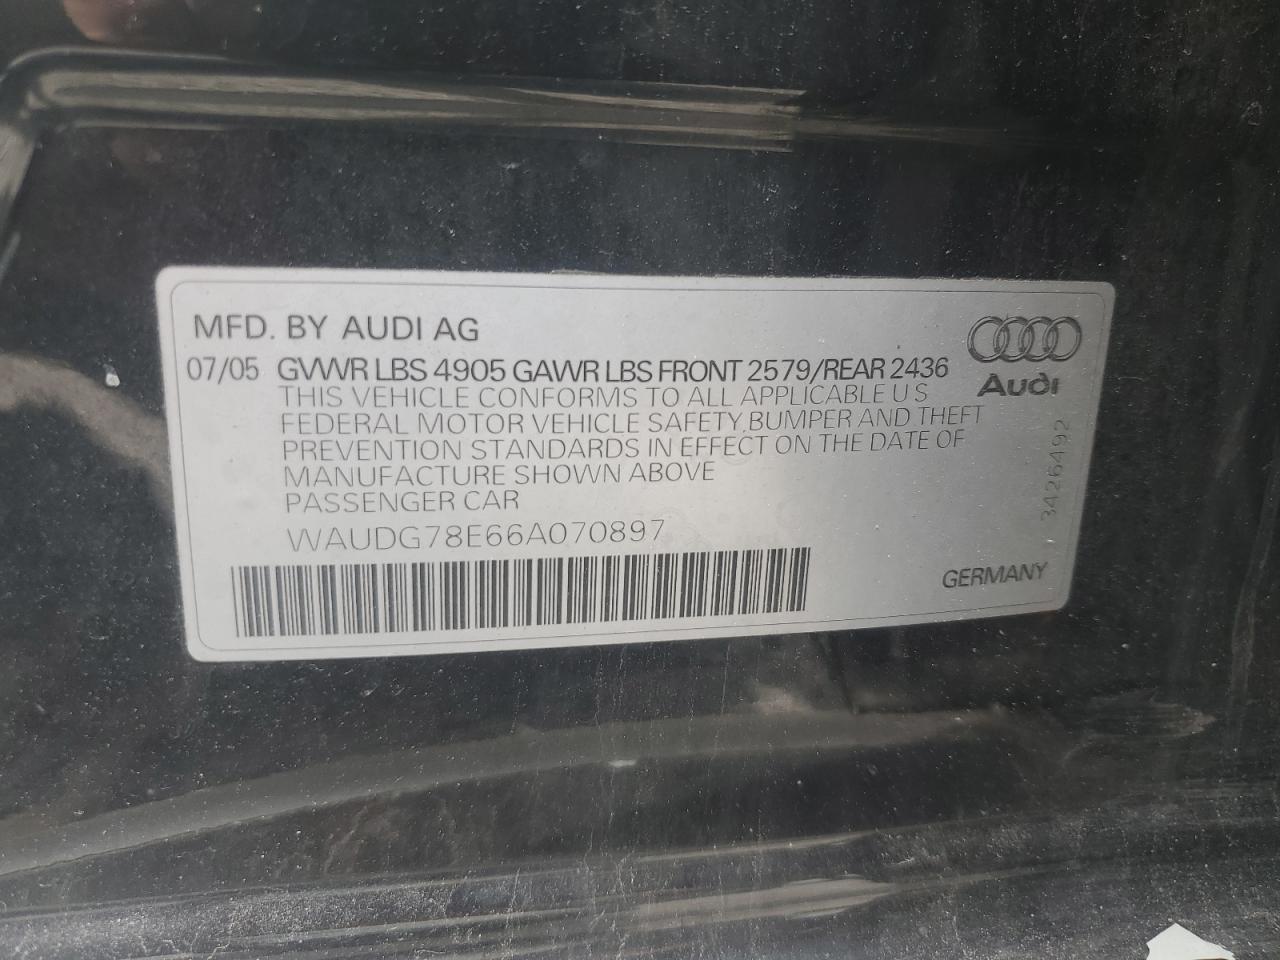 MFD. BY AUDI AG
07/05 GVWR LBS 4905 GAWR LBS FRONT 2579/REAR 2436
Audi
THIS VEHICLE CONFORMS TO ALL APPLICABLE U S
FEDERAL MOTOR VEHICLE SAFETY, BUMPER AND THEFT
PREVENTION STANDARDS IN EFFECT ON THE DATE OF
MANUFACTURE SHOWN ABOVE
PASSENGER CAR
WAUDG78E66A070897
3426492
GERMANY